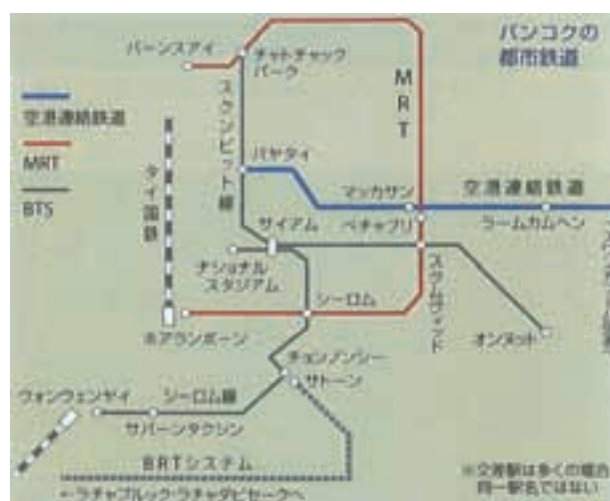 バンコクの
都市鉄道
バーンスアイ
チャトチャック
パーク
MRT
空港連絡鉄道
MRT
BTS
タイ国鉄
スクンビット線
パヤタイ
マッカサン
空港連絡鉄道
ペチャブリ
ラームカムヘン
サイアム
ナショナル
スタジアム
スクムヴィット
シーロム
ホアランポーン
オンヌット
チョンノンシー
サトーン
ウォンウェンヤイ
シーロム線
サパーンタクシン
BRTシステム
←ラチャプルック・ラチャダピセークへ
※交差駅は多くの場合
同一駅名ではない